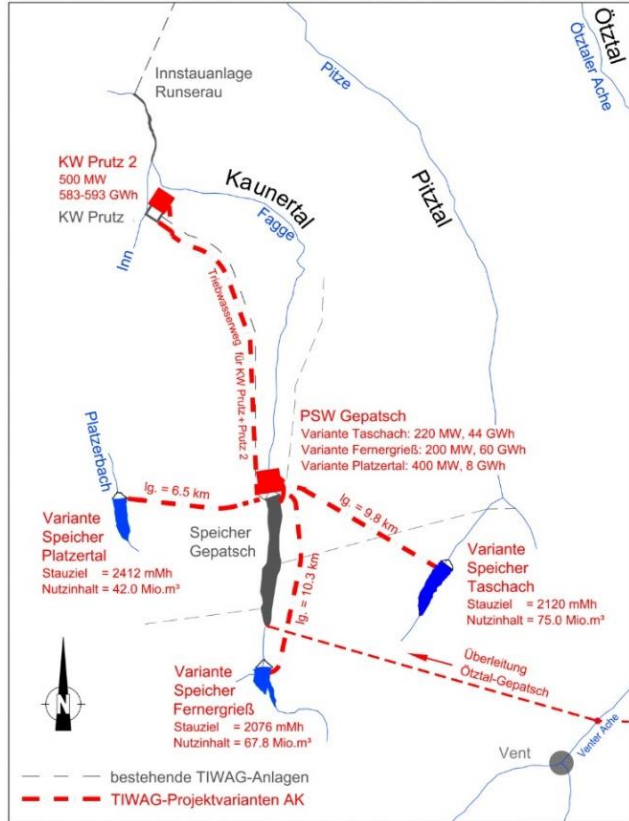 Innstauanlage
Runserau
Pitze
Ötztal
Ötztaler Ache
KW Prutz 2
500 MW
583-593 GWh
KW Prutz
Kaunertal
Fagge
Pitztal
Inn
Triebwasserweg für KW Prutz + Prutz 2
PSW Gepatsch
Variante Taschach: 220 MW, 44 GWh
Variante Fernergrieß: 200 MW, 60 GWh
Variante Platzertal: 400 MW, 8 GWh
Platzerbach
lg. = 6.5 km
lg. = 9.8 km
lg. = 10.3 km
Variante
Speicher
Platzertal
Stauziel = 2412 mMh
Nutzinhalt = 42.0 Mio.m³
Speicher
Gepatsch
Variante
Speicher
Taschach
Stauziel = 2120 mMh
Nutzinhalt = 75.0 Mio.m³
Überleitung
Ötztal-Gepatsch
Variante
Speicher
Fernergrieß
Stauziel = 2076 mMh
Nutzinhalt = 67.8 Mio.m³
N
Vent
Venter Ache
bestehende TIWAG-Anlagen
TIWAG-Projektvarianten AK